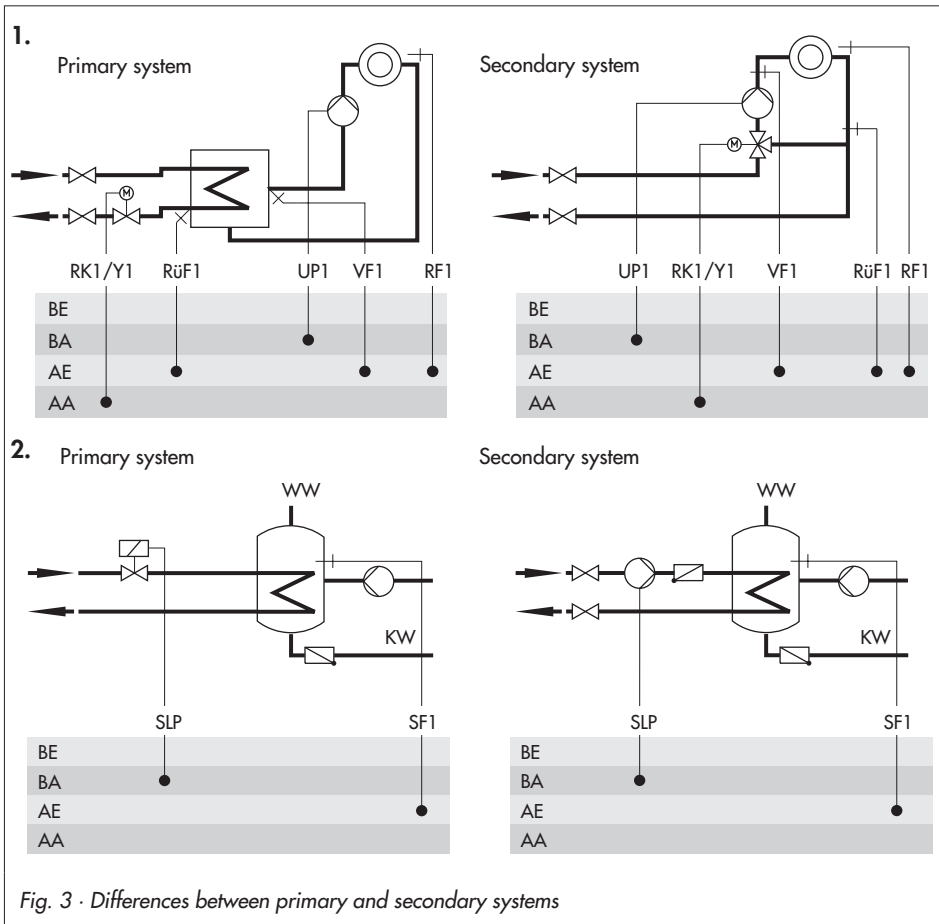 1.
Primary system
Secondary system
M
M
RK1/Y1 RüF1 UP1 VF1 RF1
UP1 RK1/Y1 VF1 RüF1 RF1
BE
BA
AE
AA
BE
BA
AE
AA
2.
Primary system
Secondary system
WW
WW
KW
KW
SLP SF1
SLP SF1
BE
BA
AE
AA
BE
BA
AE
AA
Fig. 3 · Differences between primary and secondary systems